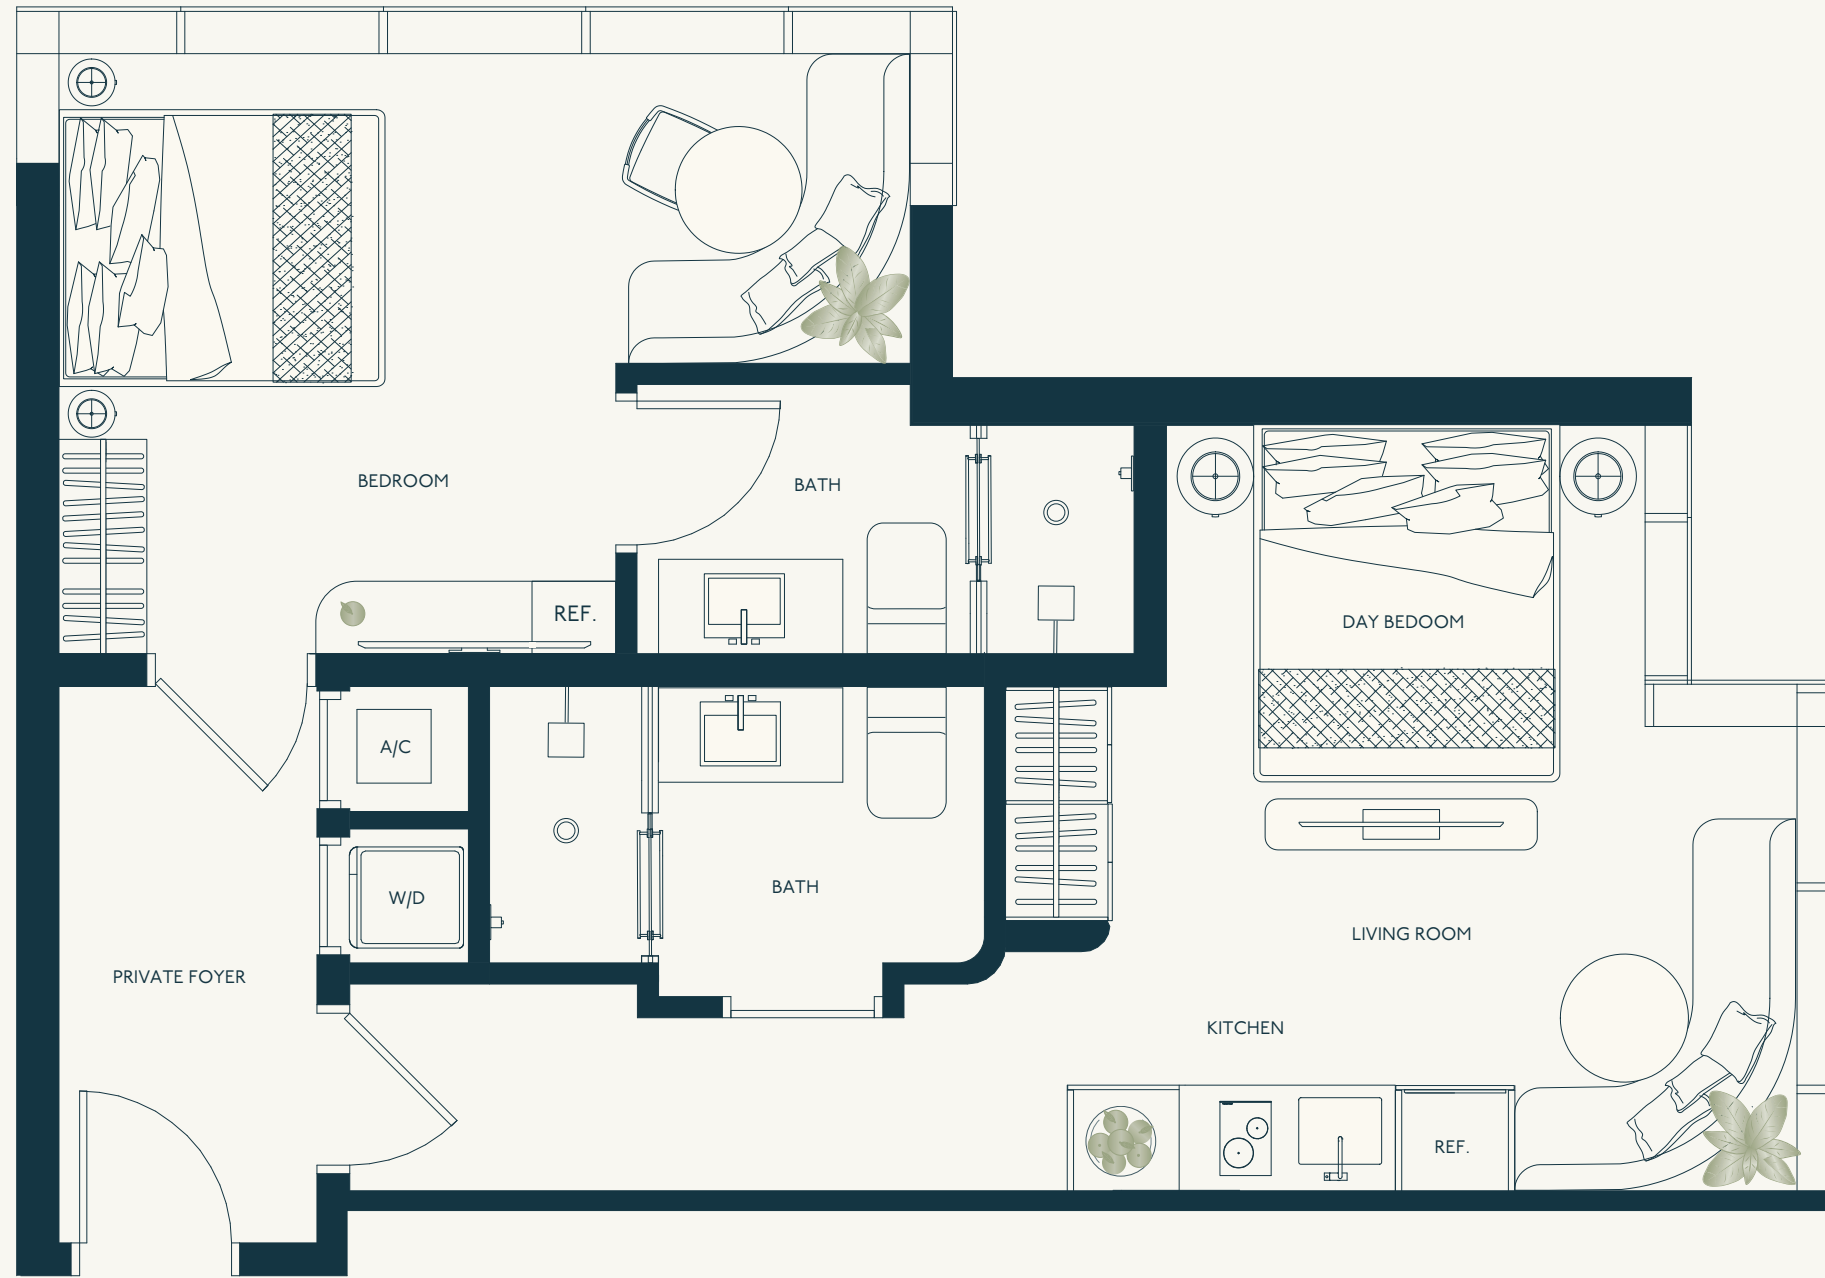 BEDROOM
BATH
REF.
DAY BEDOOM
A/C
BATH
W/D
LIVING ROOM
PRIVATE FOYER
KITCHEN
REF.